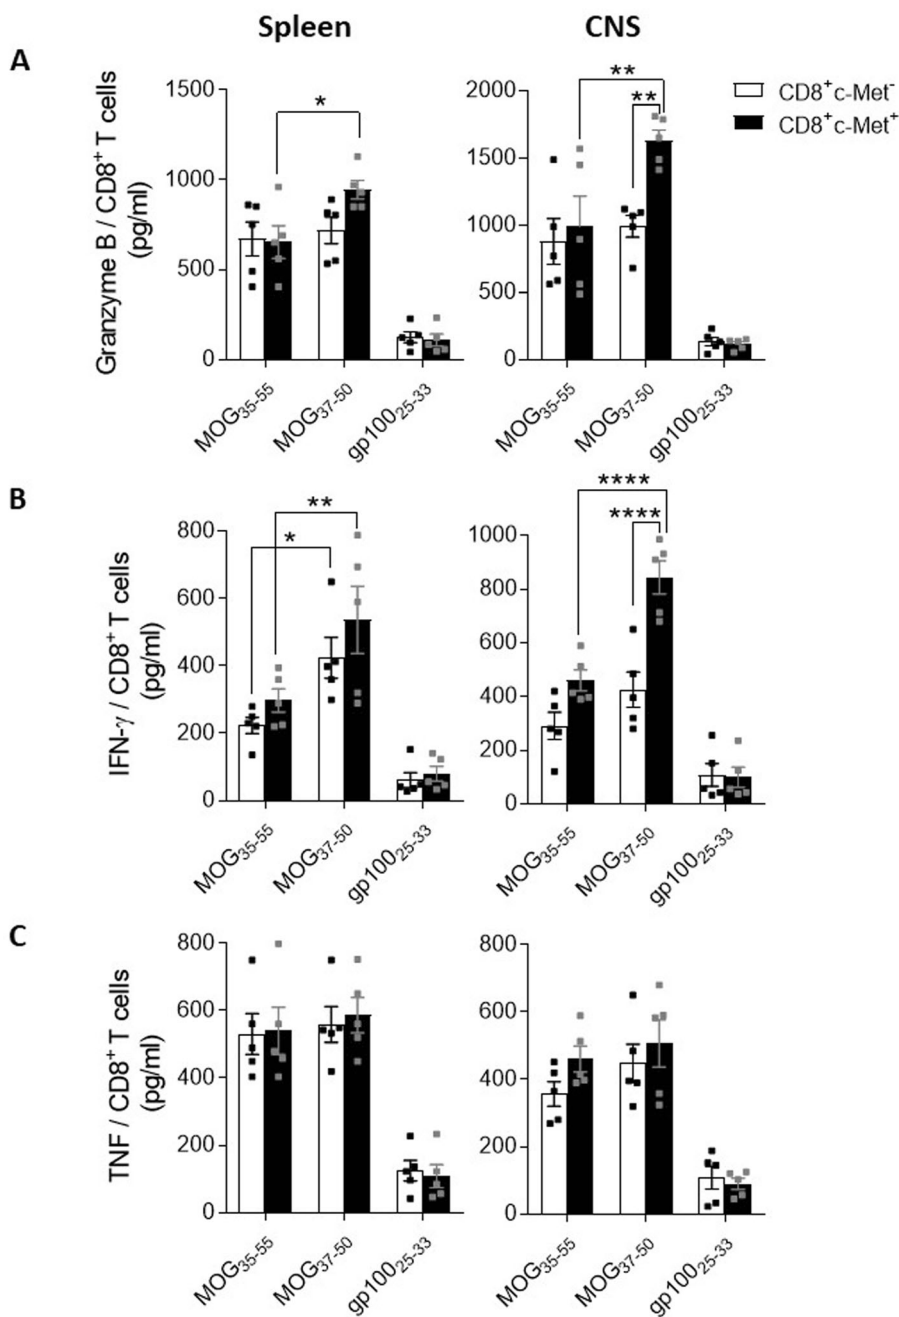 Spleen CNS
A
Granzyme B / CD8⁺ T cells
(pg/ml)
1500
1000
500
0
*
MOG₃₅₋₅₅ MOG₃₇₋₅₀ gp100₂₅₋₃₃
2000
1500
1000
500
0
**
**
MOG₃₅₋₅₅ MOG₃₇₋₅₀ gp100₂₅₋₃₃
CD8⁺c-Met⁻
CD8⁺c-Met⁺
B
IFN-γ / CD8⁺ T cells
(pg/ml)
800
600
400
200
0
**
*
MOG₃₅₋₅₅ MOG₃₇₋₅₀ gp100₂₅₋₃₃
1000
800
600
400
200
0
****
****
MOG₃₅₋₅₅ MOG₃₇₋₅₀ gp100₂₅₋₃₃
C
TNF / CD8⁺ T cells
(pg/ml)
800
600
400
200
0
MOG₃₅₋₅₅ MOG₃₇₋₅₀ gp100₂₅₋₃₃
800
600
400
200
0
MOG₃₅₋₅₅ MOG₃₇₋₅₀ gp100₂₅₋₃₃